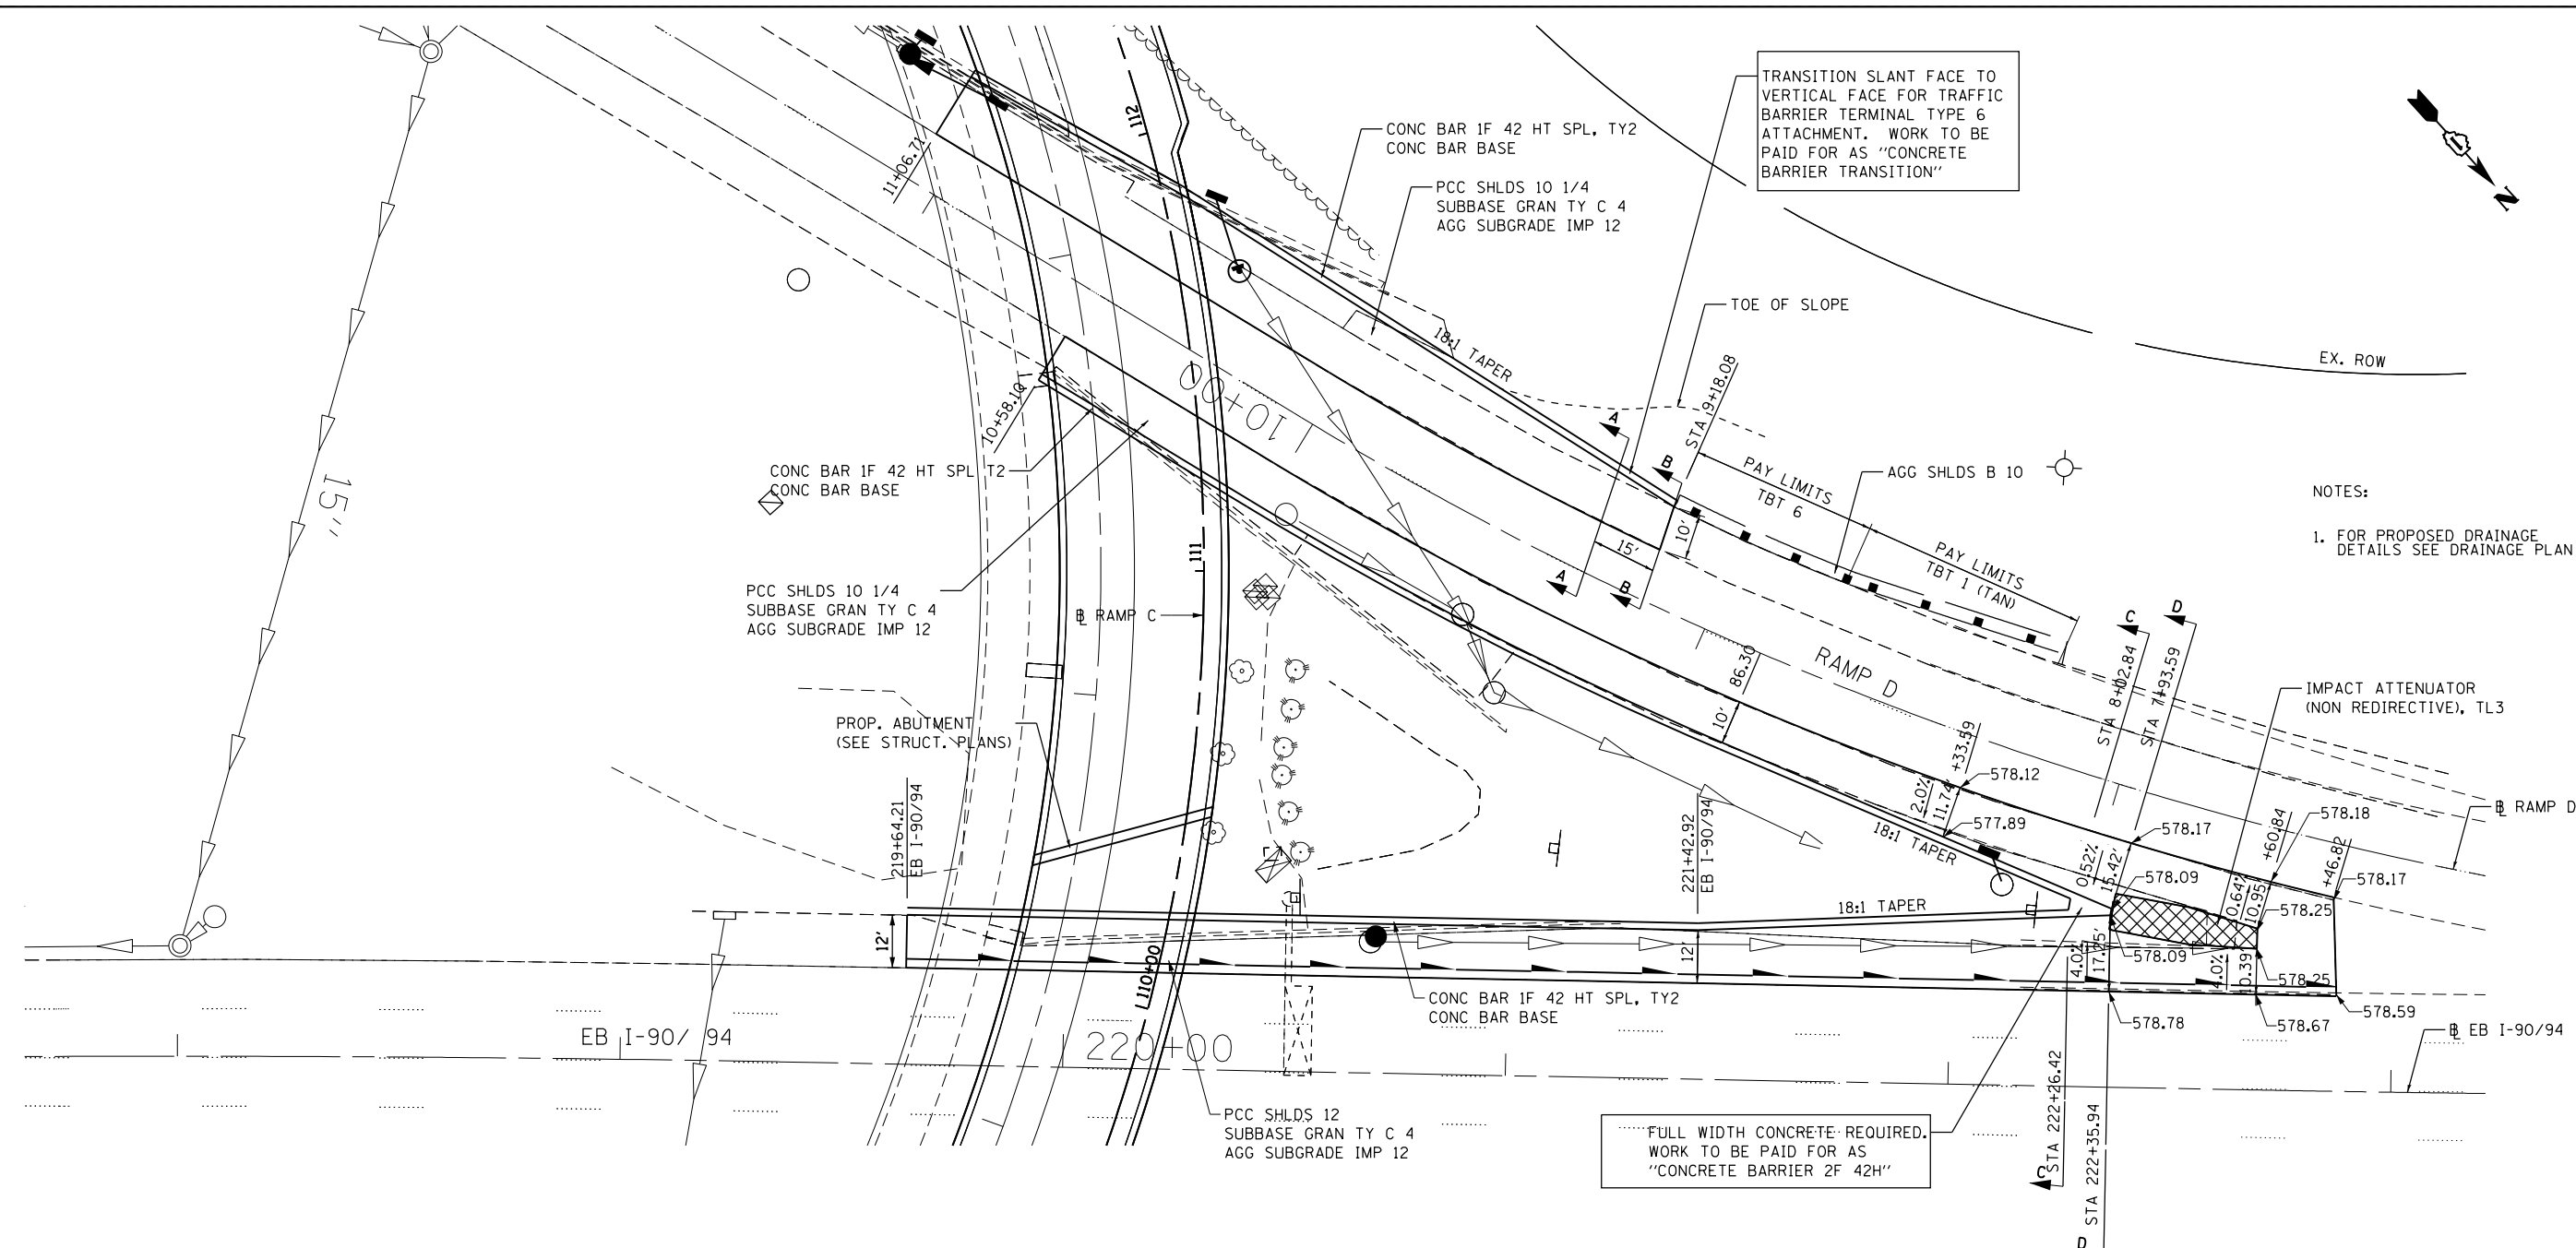 TRANSITION SLANT FACE TO
VERTICAL FACE FOR TRAFFIC
BARRIER TERMINAL TYPE 6
ATTACHMENT. WORK TO BE
PAID FOR AS "CONCRETE
BARRIER TRANSITION"
N
112
CONC BAR 1F 42 HT SPL, TY2
CONC BAR BASE
11+06.71
PCC SHLDS 10 1/4
SUBBASE GRAN TY C 4
AGG SUBGRADE IMP 12
TOE OF SLOPE
18:1 TAPER
EX. ROW
10+00
10+58.10
STA 9+18.08
A
B
PAY LIMITS
TBT 6
AGG SHLDS B 10
CONC BAR 1F 42 HT SPL T2
CONC BAR BASE
15"
NOTES:
1. FOR PROPOSED DRAINAGE
DETAILS SEE DRAINAGE PLAN
10'
15'
A
B
PAY LIMITS
TBT 1 (TAN)
111
PCC SHLDS 10 1/4
SUBBASE GRAN TY C 4
AGG SUBGRADE IMP 12
℄ RAMP C
C
D
86.30
10'
RAMP D
STA 8+02.84
STA 7+93.59
IMPACT ATTENUATOR
(NON REDIRECTIVE), TL3
PROP. ABUTMENT
(SEE STRUCT. PLANS)
+33.59
578.12
2.0%
11.74'
577.89
18:1 TAPER
℄ RAMP D
219+64.21
EB I-90/94
221+42.92
EB I-90/94
578.17
+60.84
578.18
+46.82
578.17
0.52%
15.42'
578.09
0.64%
10.95'
578.25
18:1 TAPER
12'
12'
110+00
4.0%
17.25'
578.09
4.0%
10.39'
578.25
CONC BAR 1F 42 HT SPL, TY2
CONC BAR BASE
578.78
578.67
578.59
EB I-90/ 94
220+00
℄ EB I-90/94
PCC SHLDS 12
SUBBASE GRAN TY C 4
AGG SUBGRADE IMP 12
FULL WIDTH CONCRETE REQUIRED.
WORK TO BE PAID FOR AS
"CONCRETE BARRIER 2F 42H"
STA 222+26.42
C
STA 222+35.94
D